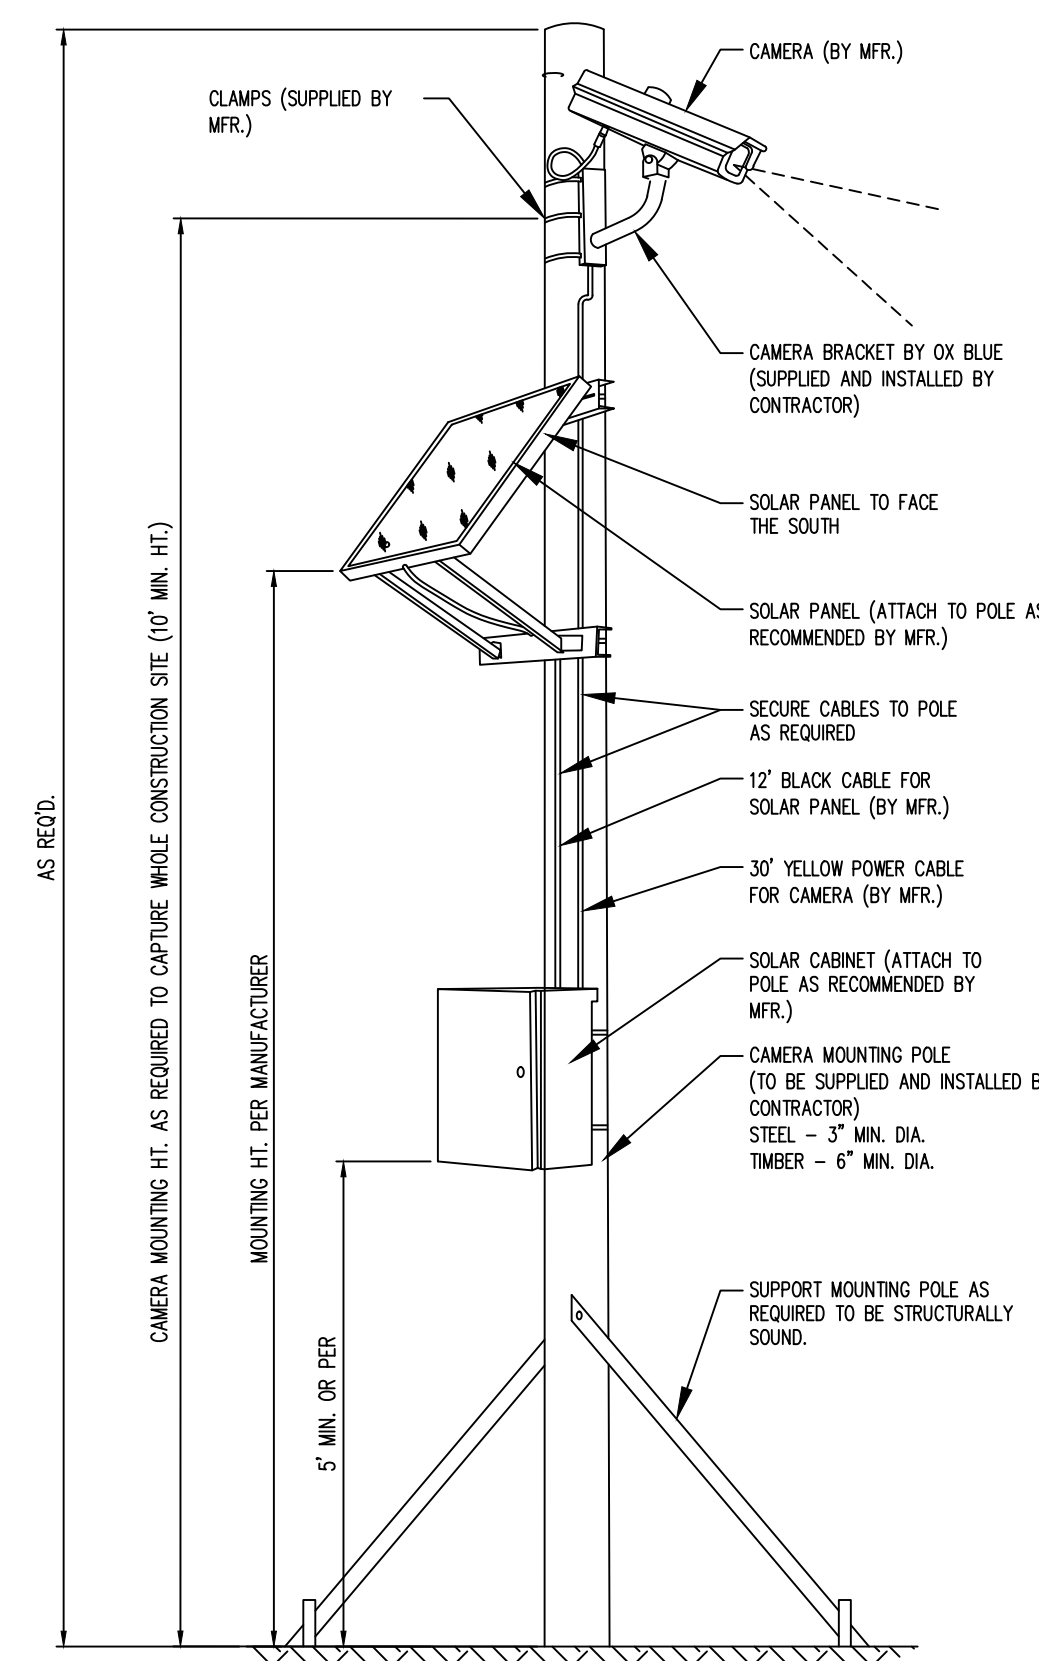 CAMERA (BY MFR.)
CLAMPS (SUPPLIED BY
MFR.)
CAMERA BRACKET BY OX BLUE
(SUPPLIED AND INSTALLED BY
CONTRACTOR)
SOLAR PANEL TO FACE
THE SOUTH
SOLAR PANEL (ATTACH TO POLE AS
RECOMMENDED BY MFR.)
SECURE CABLES TO POLE
AS REQUIRED
12' BLACK CABLE FOR
SOLAR PANEL (BY MFR.)
30' YELLOW POWER CABLE
FOR CAMERA (BY MFR.)
SOLAR CABINET (ATTACH TO
POLE AS RECOMMENDED BY
MFR.)
CAMERA MOUNTING POLE
(TO BE SUPPLIED AND INSTALLED B
CONTRACTOR)
STEEL – 3" MIN. DIA.
TIMBER – 6" MIN. DIA.
SUPPORT MOUNTING POLE AS
REQUIRED TO BE STRUCTURALLY
SOUND.
AS REQ'D.
CAMERA MOUNTING HT. AS REQUIRED TO CAPTURE WHOLE CONSTRUCTION SITE (10' MIN. HT.)
MOUNTING HT. PER MANUFACTURER
5' MIN. OR PER